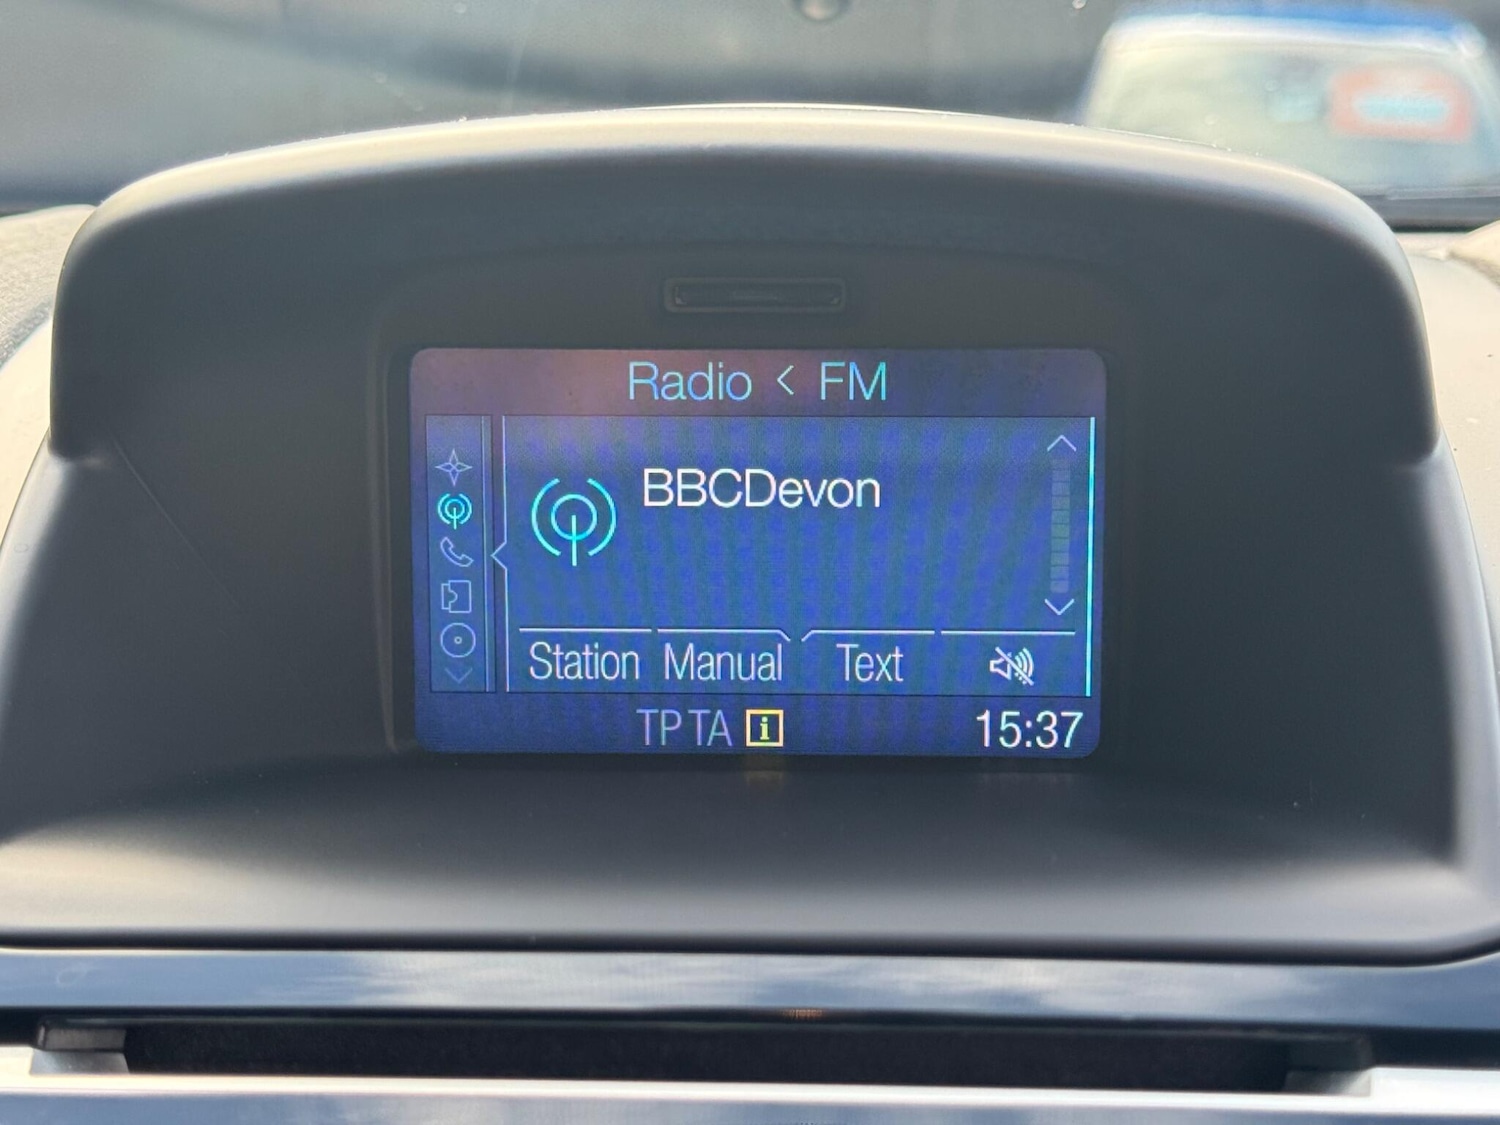 Radio < FM
BBCDevon
Station Manual Text
TP TA i 15:37